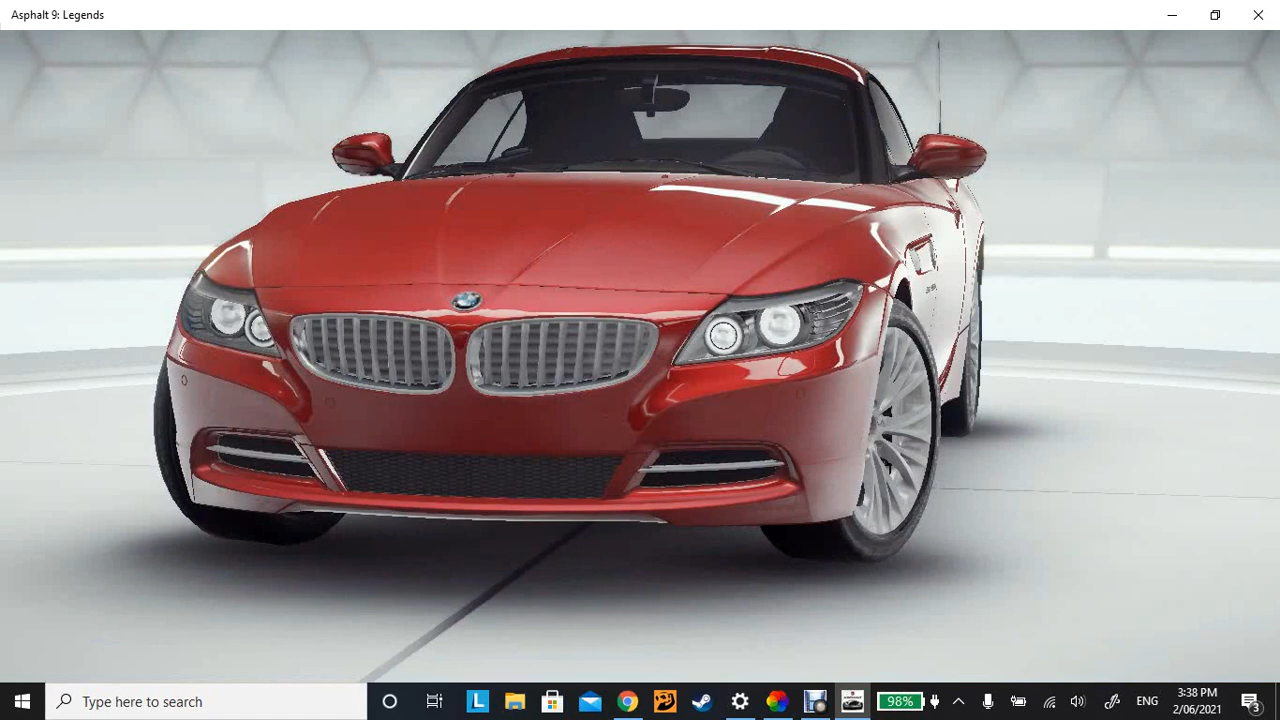 Asphalt 9: Legends
Type here to search
L
98%
ENG
3:38 PM
2/06/2021
3